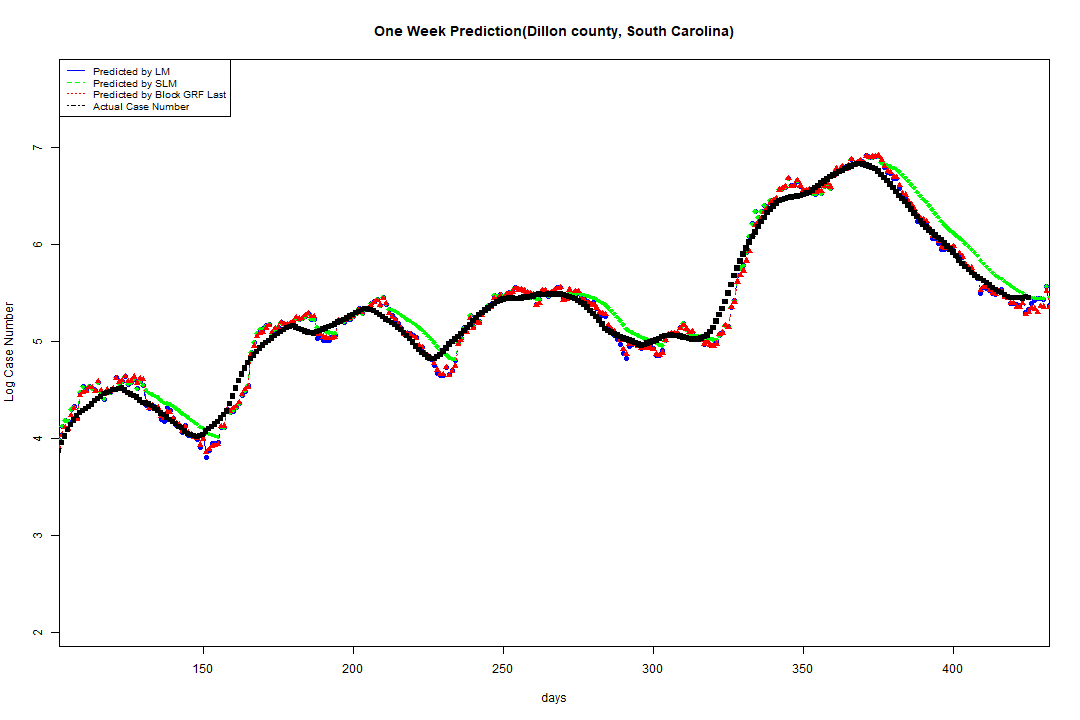 One Week Prediction(Dillon county, South Carolina)
Predicted by LM
Predicted by SLM
Predicted by Block GRF Last
Actual Case Number
7
6
5
4
3
2
Log Case Number
150 200 250 300 350 400
days